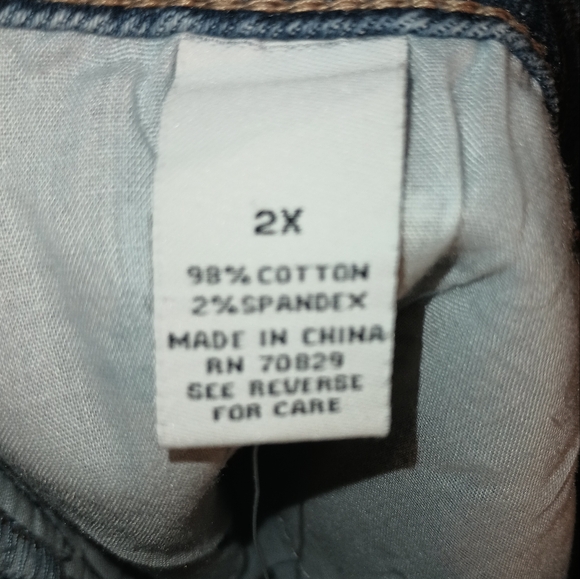 2X
98% COTTON
2% SPANDEX
MADE IN CHINA
RN 70829
SEE REVERSE
FOR CARE